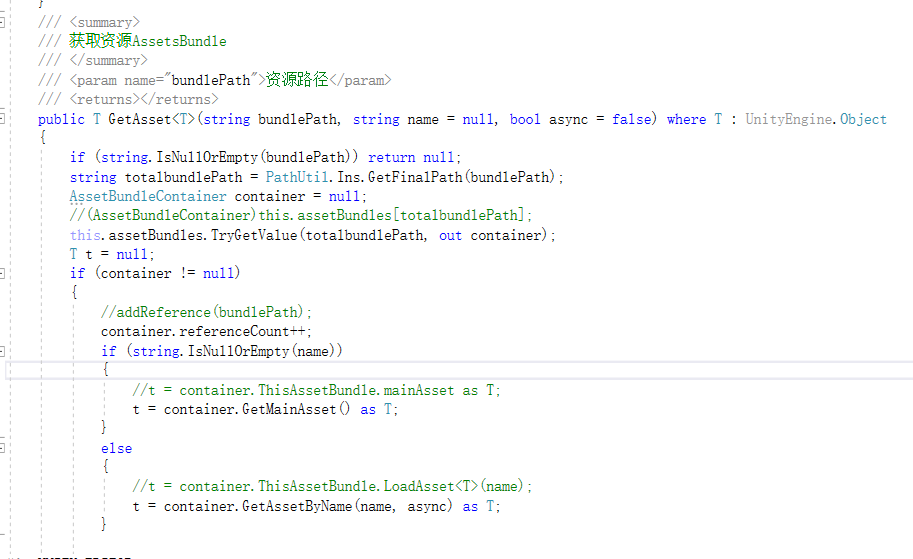 }
/// <summary>
/// 获取资源AssetsBundle
/// </summary>
/// <param name="bundlePath">资源路径</param>
/// <returns></returns>
public T GetAsset<T>(string bundlePath, string name = null, bool async = false) where T : UnityEngine.Object
{
if (string.IsNullOrEmpty(bundlePath)) return null;
string totalbundlePath = PathUtil.Ins.GetFinalPath(bundlePath);
AssetBundleContainer container = null;
//(AssetBundleContainer)this.assetBundles[totalbundlePath];
this.assetBundles.TryGetValue(totalbundlePath, out container);
T t = null;
if (container != null)
{
//addReference(bundlePath);
container.referenceCount++;
if (string.IsNullOrEmpty(name))
{
//t = container.ThisAssetBundle.mainAsset as T;
t = container.GetMainAsset() as T;
}
else
{
//t = container.ThisAssetBundle.LoadAsset<T>(name);
t = container.GetAssetByName(name, async) as T;
}